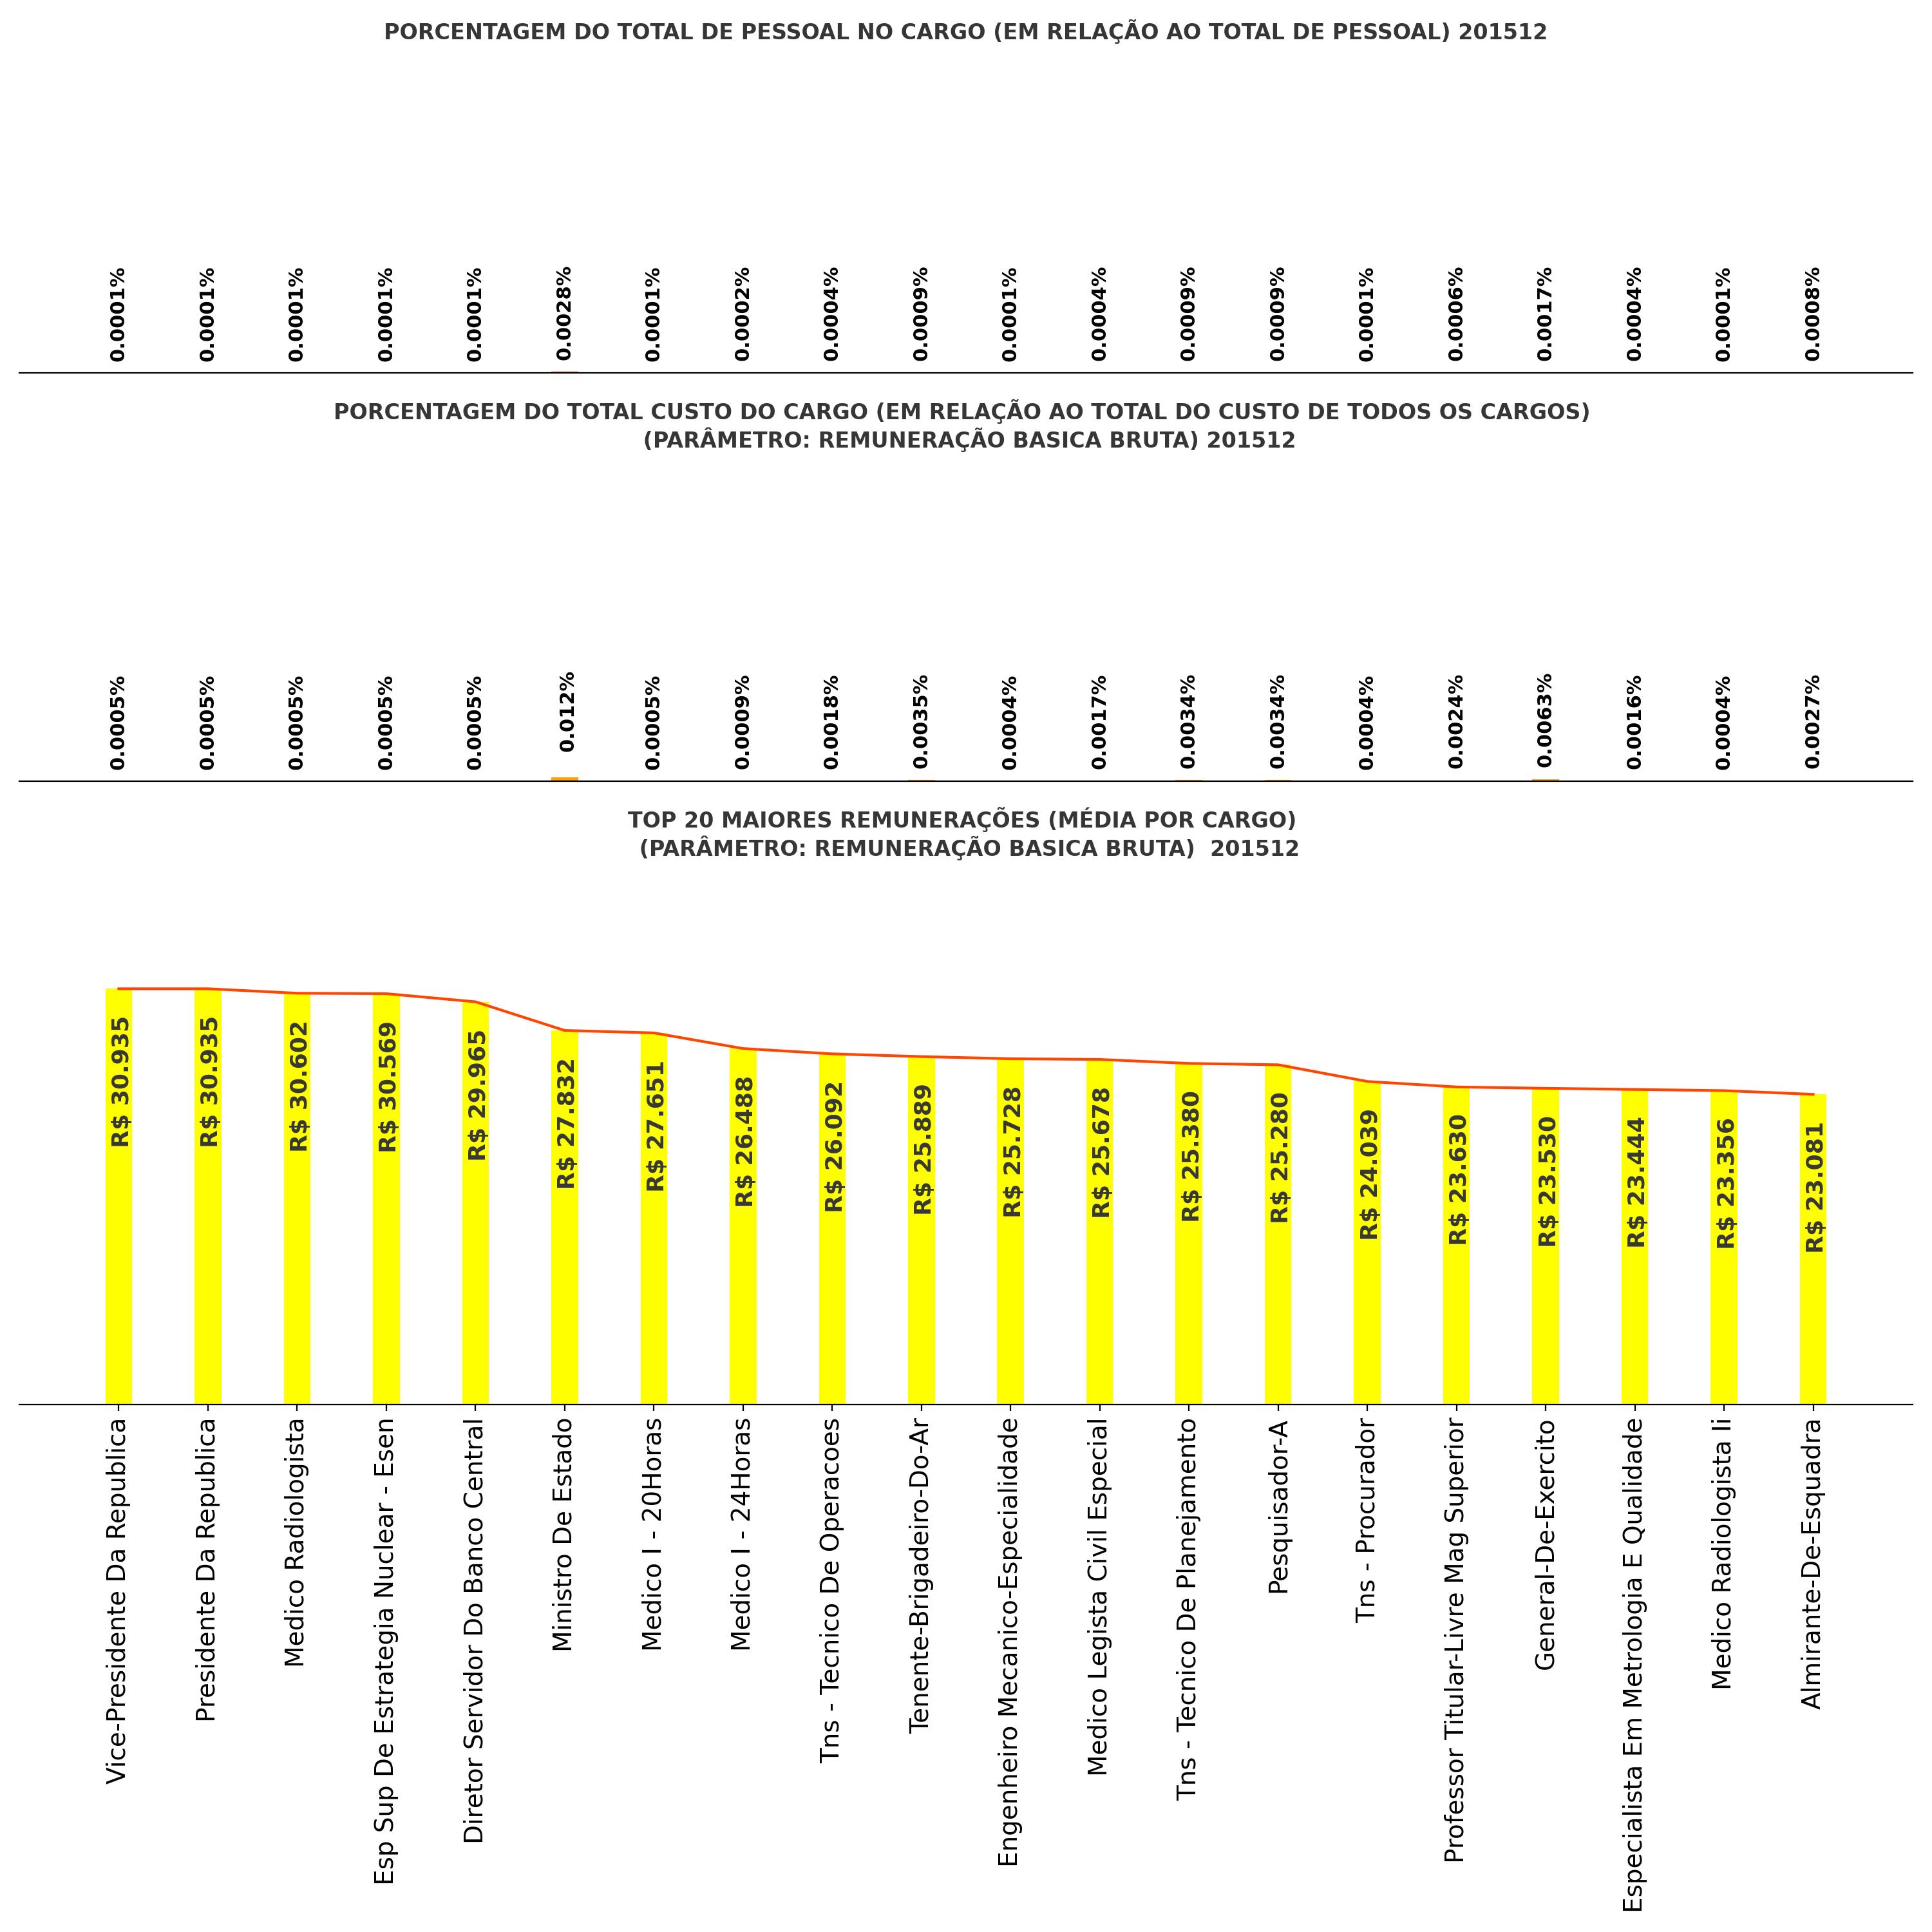 PORCENTAGEM DO TOTAL DE PESSOAL NO CARGO (EM RELAÇÃO AO TOTAL DE PESSOAL) 201512
0.0001%
0.0001%
0.0001%
0.0001%
0.0001%
0.0028%
0.0001%
0.0002%
0.0004%
0.0009%
0.0001%
0.0004%
0.0009%
0.0009%
0.0001%
0.0006%
0.0017%
0.0004%
0.0001%
0.0008%
PORCENTAGEM DO TOTAL CUSTO DO CARGO (EM RELAÇÃO AO TOTAL DO CUSTO DE TODOS OS CARGOS)
(PARÂMETRO: REMUNERAÇÃO BASICA BRUTA) 201512
0.0005%
0.0005%
0.0005%
0.0005%
0.0005%
0.012%
0.0005%
0.0009%
0.0018%
0.0035%
0.0004%
0.0017%
0.0034%
0.0034%
0.0004%
0.0024%
0.0063%
0.0016%
0.0004%
0.0027%
TOP 20 MAIORES REMUNERAÇÕES (MÉDIA POR CARGO)
(PARÂMETRO: REMUNERAÇÃO BASICA BRUTA)  201512
R$ 30.935
R$ 30.935
R$ 30.602
R$ 30.569
R$ 29.965
R$ 27.832
R$ 27.651
R$ 26.488
R$ 26.092
R$ 25.889
R$ 25.728
R$ 25.678
R$ 25.380
R$ 25.280
R$ 24.039
R$ 23.630
R$ 23.530
R$ 23.444
R$ 23.356
R$ 23.081
Vice-Presidente Da Republica
Presidente Da Republica
Medico Radiologista
Esp Sup De Estrategia Nuclear - Esen
Diretor Servidor Do Banco Central
Ministro De Estado
Medico I - 20Horas
Medico I - 24Horas
Tns - Tecnico De Operacoes
Tenente-Brigadeiro-Do-Ar
Engenheiro Mecanico-Especialidade
Medico Legista Civil Especial
Tns - Tecnico De Planejamento
Pesquisador-A
Tns - Procurador
Professor Titular-Livre Mag Superior
General-De-Exercito
Especialista Em Metrologia E Qualidade
Medico Radiologista Ii
Almirante-De-Esquadra